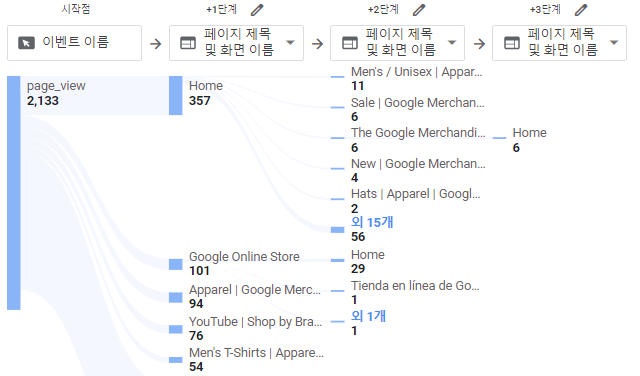 시작점
+1단계
+2단계
+3단계
이벤트 이름
페이지 제목
및 화면 이름
페이지 제목
및 화면 이름
페이지 제목
및 화면 이름
page_view
2,133
Home
357
Men's / Unisex | Appar...
11
Sale | Google Merchan...
6
The Google Merchandi...
6
Home
6
New | Google Merchan...
4
Hats | Apparel | Googl...
2
외 15개
56
Google Online Store
101
Home
29
Apparel | Google Merc...
94
Tienda en línea de Go...
1
YouTube | Shop by Bra...
76
외 1개
1
Men's T-Shirts | Appare...
54